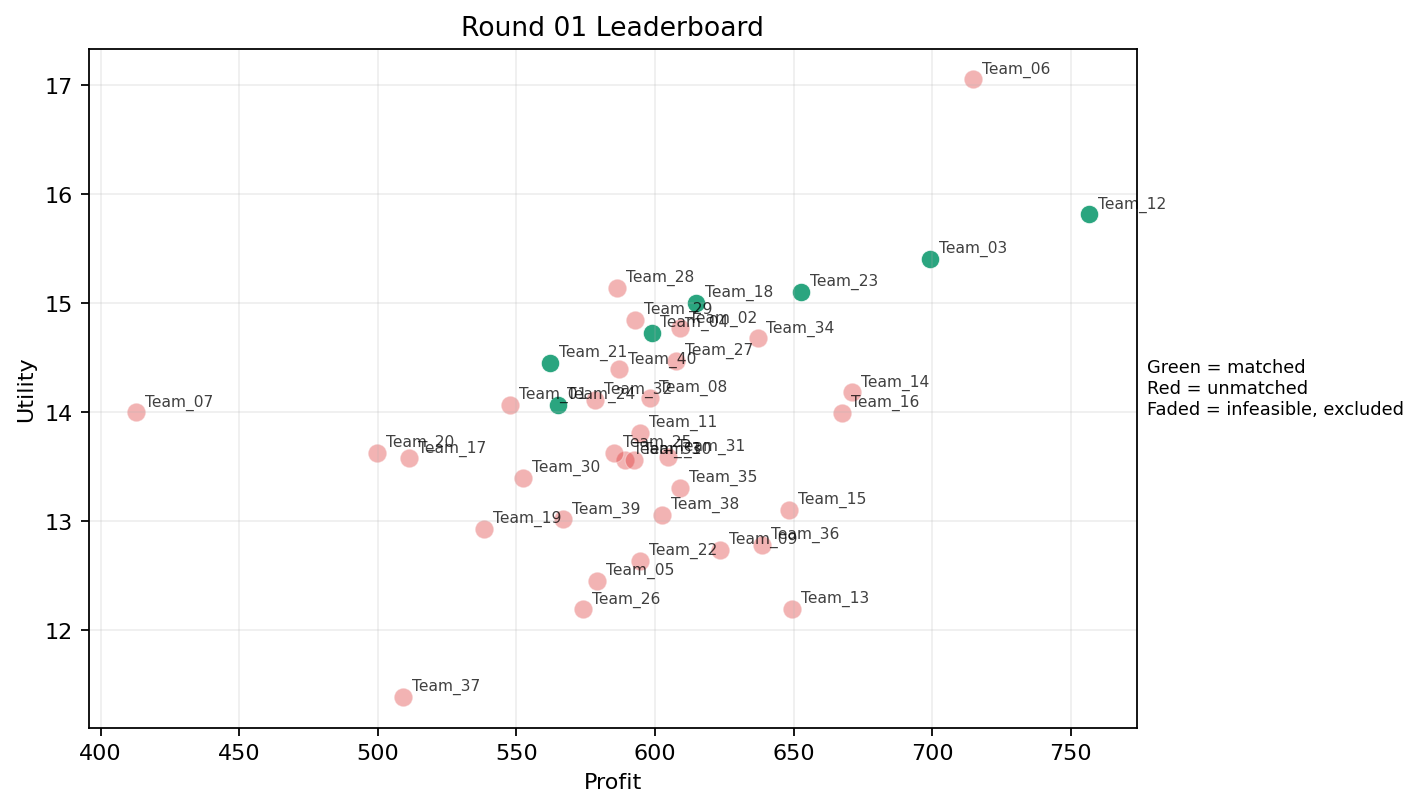 Round 01 Leaderboard
Team_06
Team_12
Team_03
Team_28
Team_23
Team_18
Team_29
Team_04
Team_02
Team_34
Team_21
Team_27
Team_40
Team_01
Team_24
Team_32
Team_08
Team_14
Team_16
Team_07
Team_11
Team_20
Team_17
Team_25
Team_31
Team_30
Team_35
Team_15
Team_38
Team_19
Team_39
Team_09
Team_36
Team_22
Team_05
Team_26
Team_13
Team_37
17
16
15
14
13
12
Utility
400 450 500 550 600 650 700 750
Profit
Green = matched
Red = unmatched
Faded = infeasible, excluded